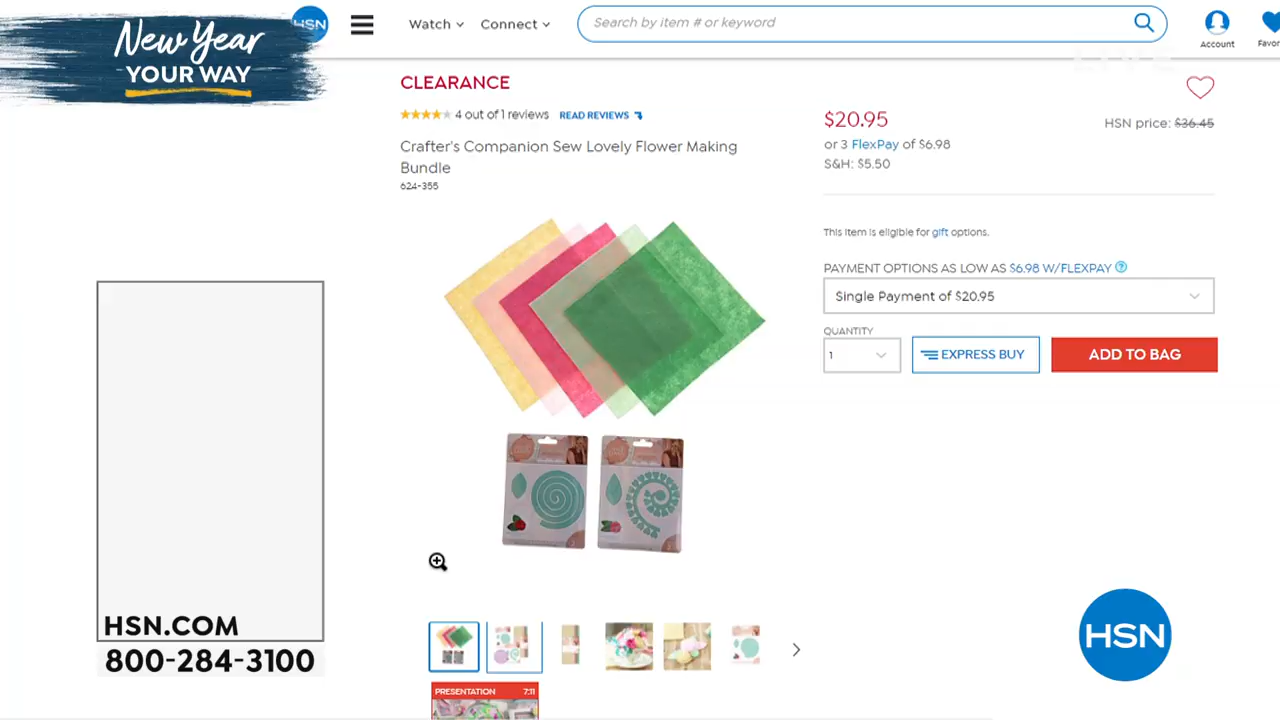 New Year
YOUR WAY
HSN
Watch
Connect
Search by item # or keyword
Account
Favor
CLEARANCE
4 out of 1 reviews READ REVIEWS
Crafter's Companion Sew Lovely Flower Making
Bundle
624-355
$20.95
HSN price: $36.45
or 3 FlexPay of $6.98
S&H: $5.50
This item is eligible for gift options.
PAYMENT OPTIONS AS LOW AS $6.98 W/FLEXPAY ?
Single Payment of $20.95
QUANTITY
1
EXPRESS BUY
ADD TO BAG
HSN.COM
800-284-3100
HSN
PRESENTATION 7:11